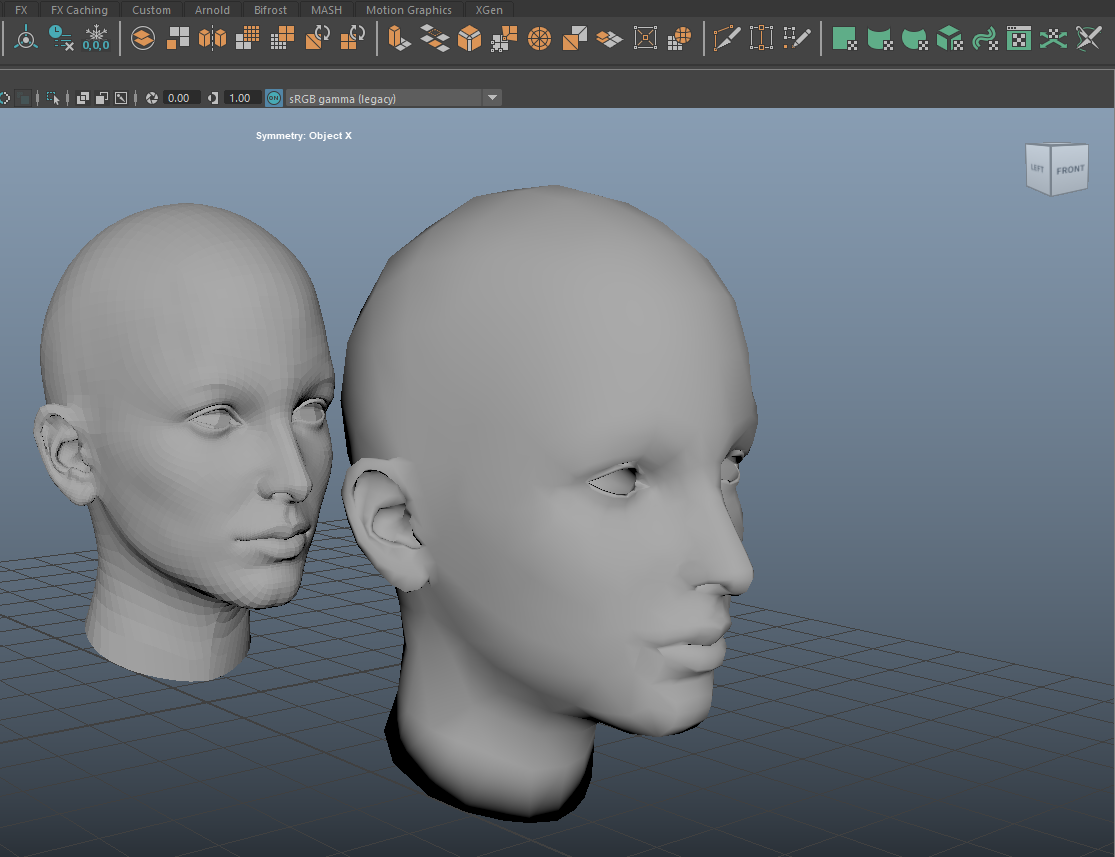 FX FX Caching Custom Arnold Bifrost MASH Motion Graphics XGen
0,0,0
0.00 1.00 ON sRGB gamma (legacy)
Symmetry: Object X
LEFT FRONT